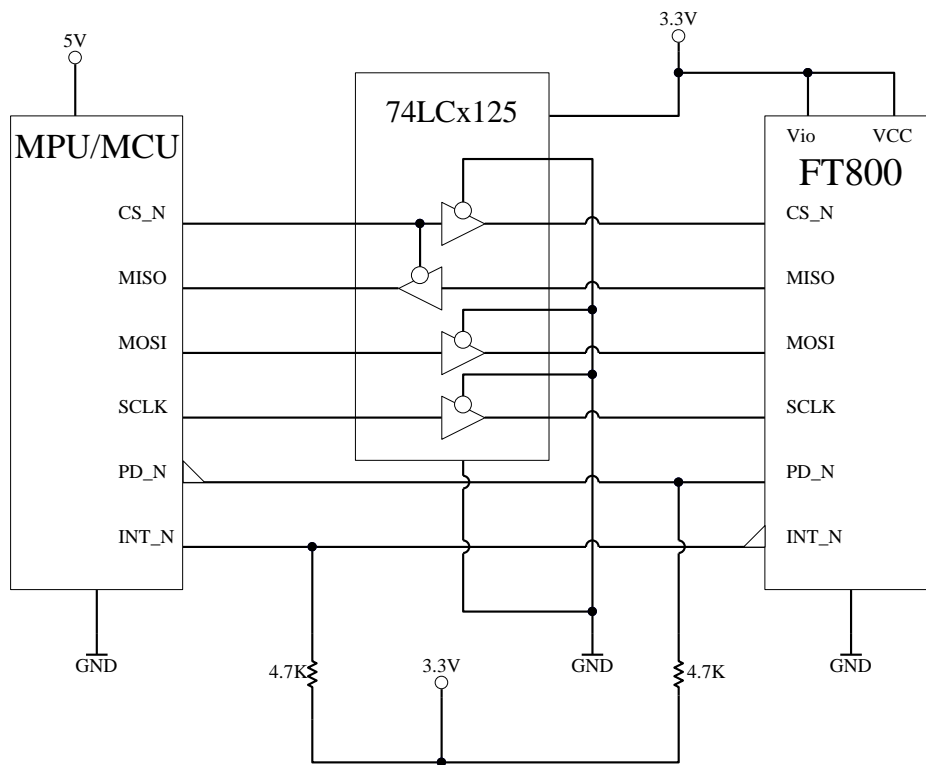 3.3V
5V
74LCx125
MPU/MCU
Vio
VCC
FT800
CS_N
CS_N
MISO
MISO
MOSI
MOSI
SCLK
SCLK
PD_N
PD_N
INT_N
INT_N
GND
GND
GND
4.7K
3.3V
4.7K